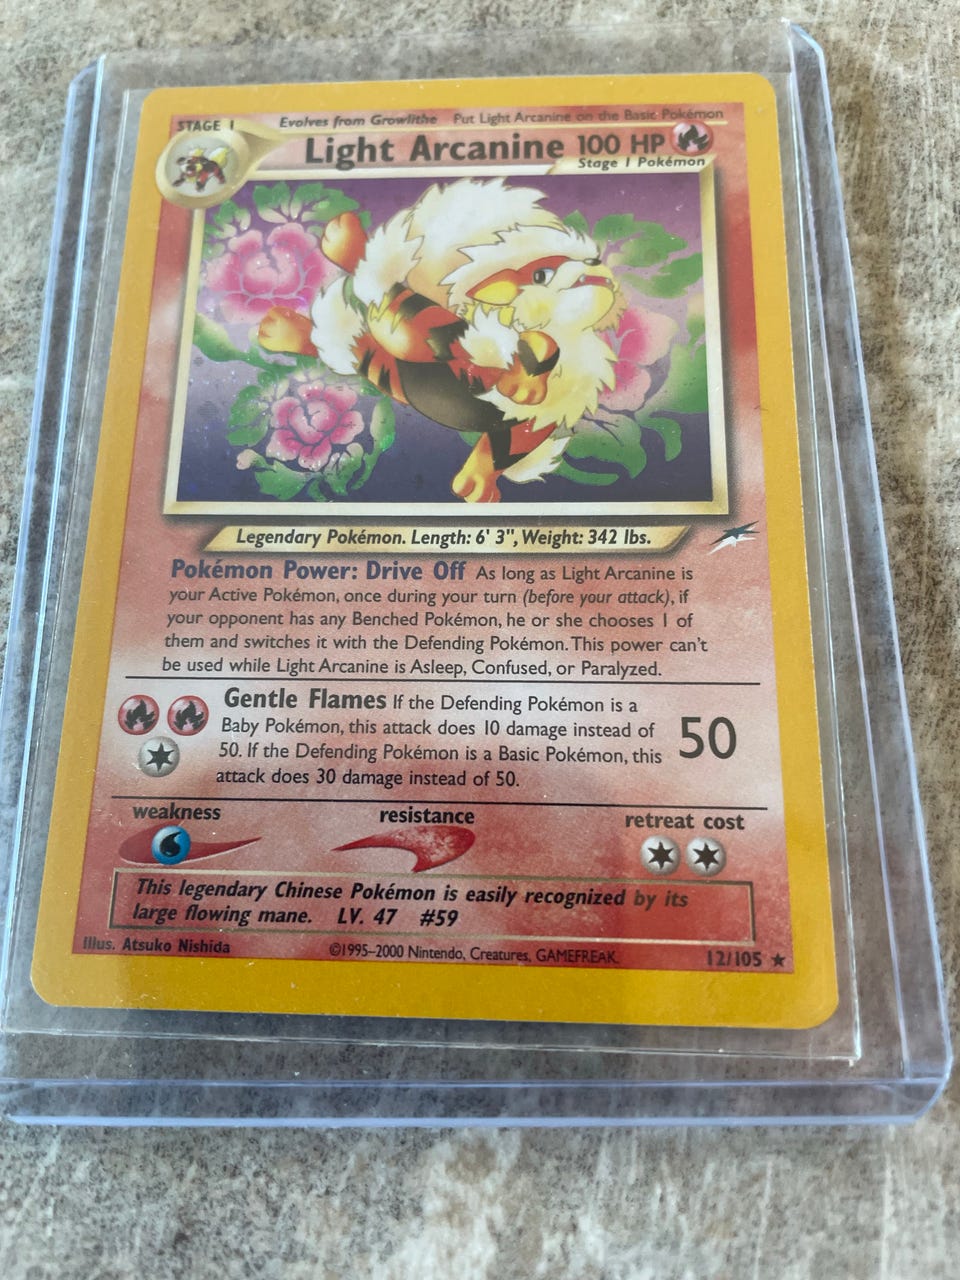 STAGE 1 Evolves from Growlithe Put Light Arcanine on the Basic Pokémon
Light Arcanine 100 HP
Stage 1 Pokémon
Legendary Pokémon. Length: 6' 3", Weight: 342 lbs.
Pokémon Power: Drive Off As long as Light Arcanine is
your Active Pokémon, once during your turn (before your attack), if
your opponent has any Benched Pokémon, he or she chooses 1 of
them and switches it with the Defending Pokémon. This power can't
be used while Light Arcanine is Asleep, Confused, or Paralyzed.
Gentle Flames If the Defending Pokémon is a
Baby Pokémon, this attack does 10 damage instead of
50. If the Defending Pokémon is a Basic Pokémon, this
attack does 30 damage instead of 50.
50
weakness resistance retreat cost
This legendary Chinese Pokémon is easily recognized by its
large flowing mane. LV. 47 #59
Illus. Atsuko Nishida ©1995–2000 Nintendo, Creatures, GAMEFREAK. 12/105 ★